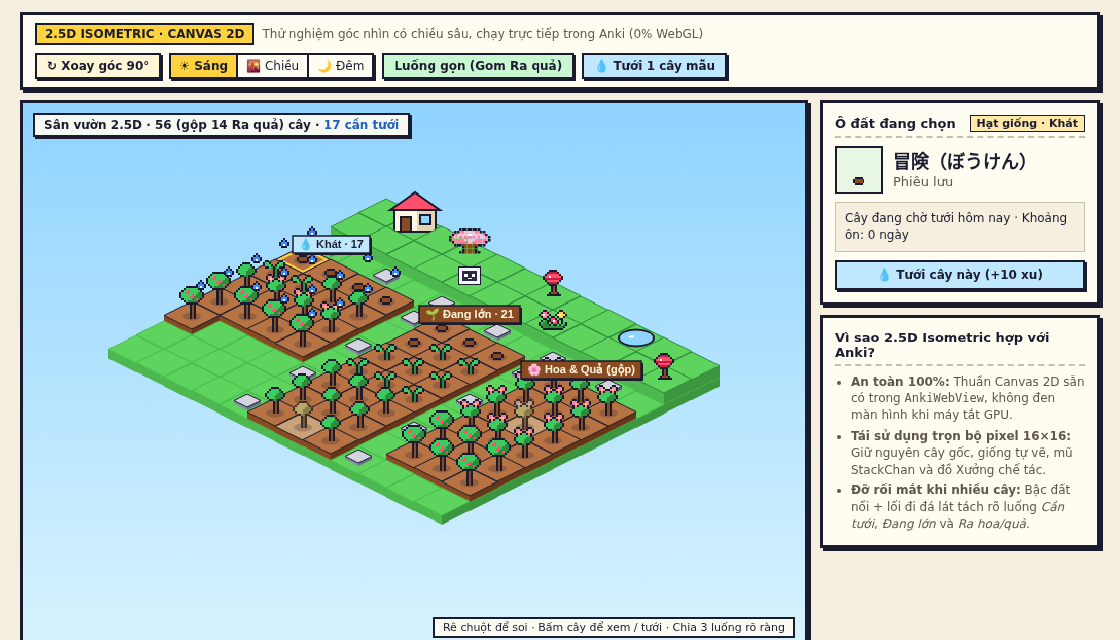 2.5D ISOMETRIC · CANVAS 2D Thử nghiệm góc nhìn có chiều sâu, chạy trực tiếp trong Anki (0% WebGL)
↻ Xoay góc 90° ☀ Sáng 🌇 Chiều 🌙 Đêm Luống gọn (Gom Ra quả) 💧 Tưới 1 cây mẫu
Sân vườn 2.5D · 56 (gộp 14 Ra quả) cây · 17 cần tưới
💧 Khát · 17
🌱 Đang lớn · 21
🌸 Hoa & Quả (gộp)
Rê chuột để soi · Bấm cây để xem / tưới · Chia 3 luống rõ ràng
Ô đất đang chọn Hạt giống · Khát
冒険（ぼうけん）
Phiêu lưu
Cây đang chờ tưới hôm nay · Khoảng
ôn: 0 ngày
💧 Tưới cây này (+10 xu)
Vì sao 2.5D Isometric hợp với
Anki?
• An toàn 100%: Thuần Canvas 2D sẵn
có trong AnkiWebView, không đen
màn hình khi máy tắt GPU.
• Tái sử dụng trọn bộ pixel 16×16:
Giữ nguyên cây gốc, giống tự vẽ, mũ
StackChan và đồ Xưởng chế tác.
• Đỡ rối mắt khi nhiều cây: Bậc đất
nổi + lối đi đá lát tách rõ luống Cần
tưới, Đang lớn và Ra hoa/quả.